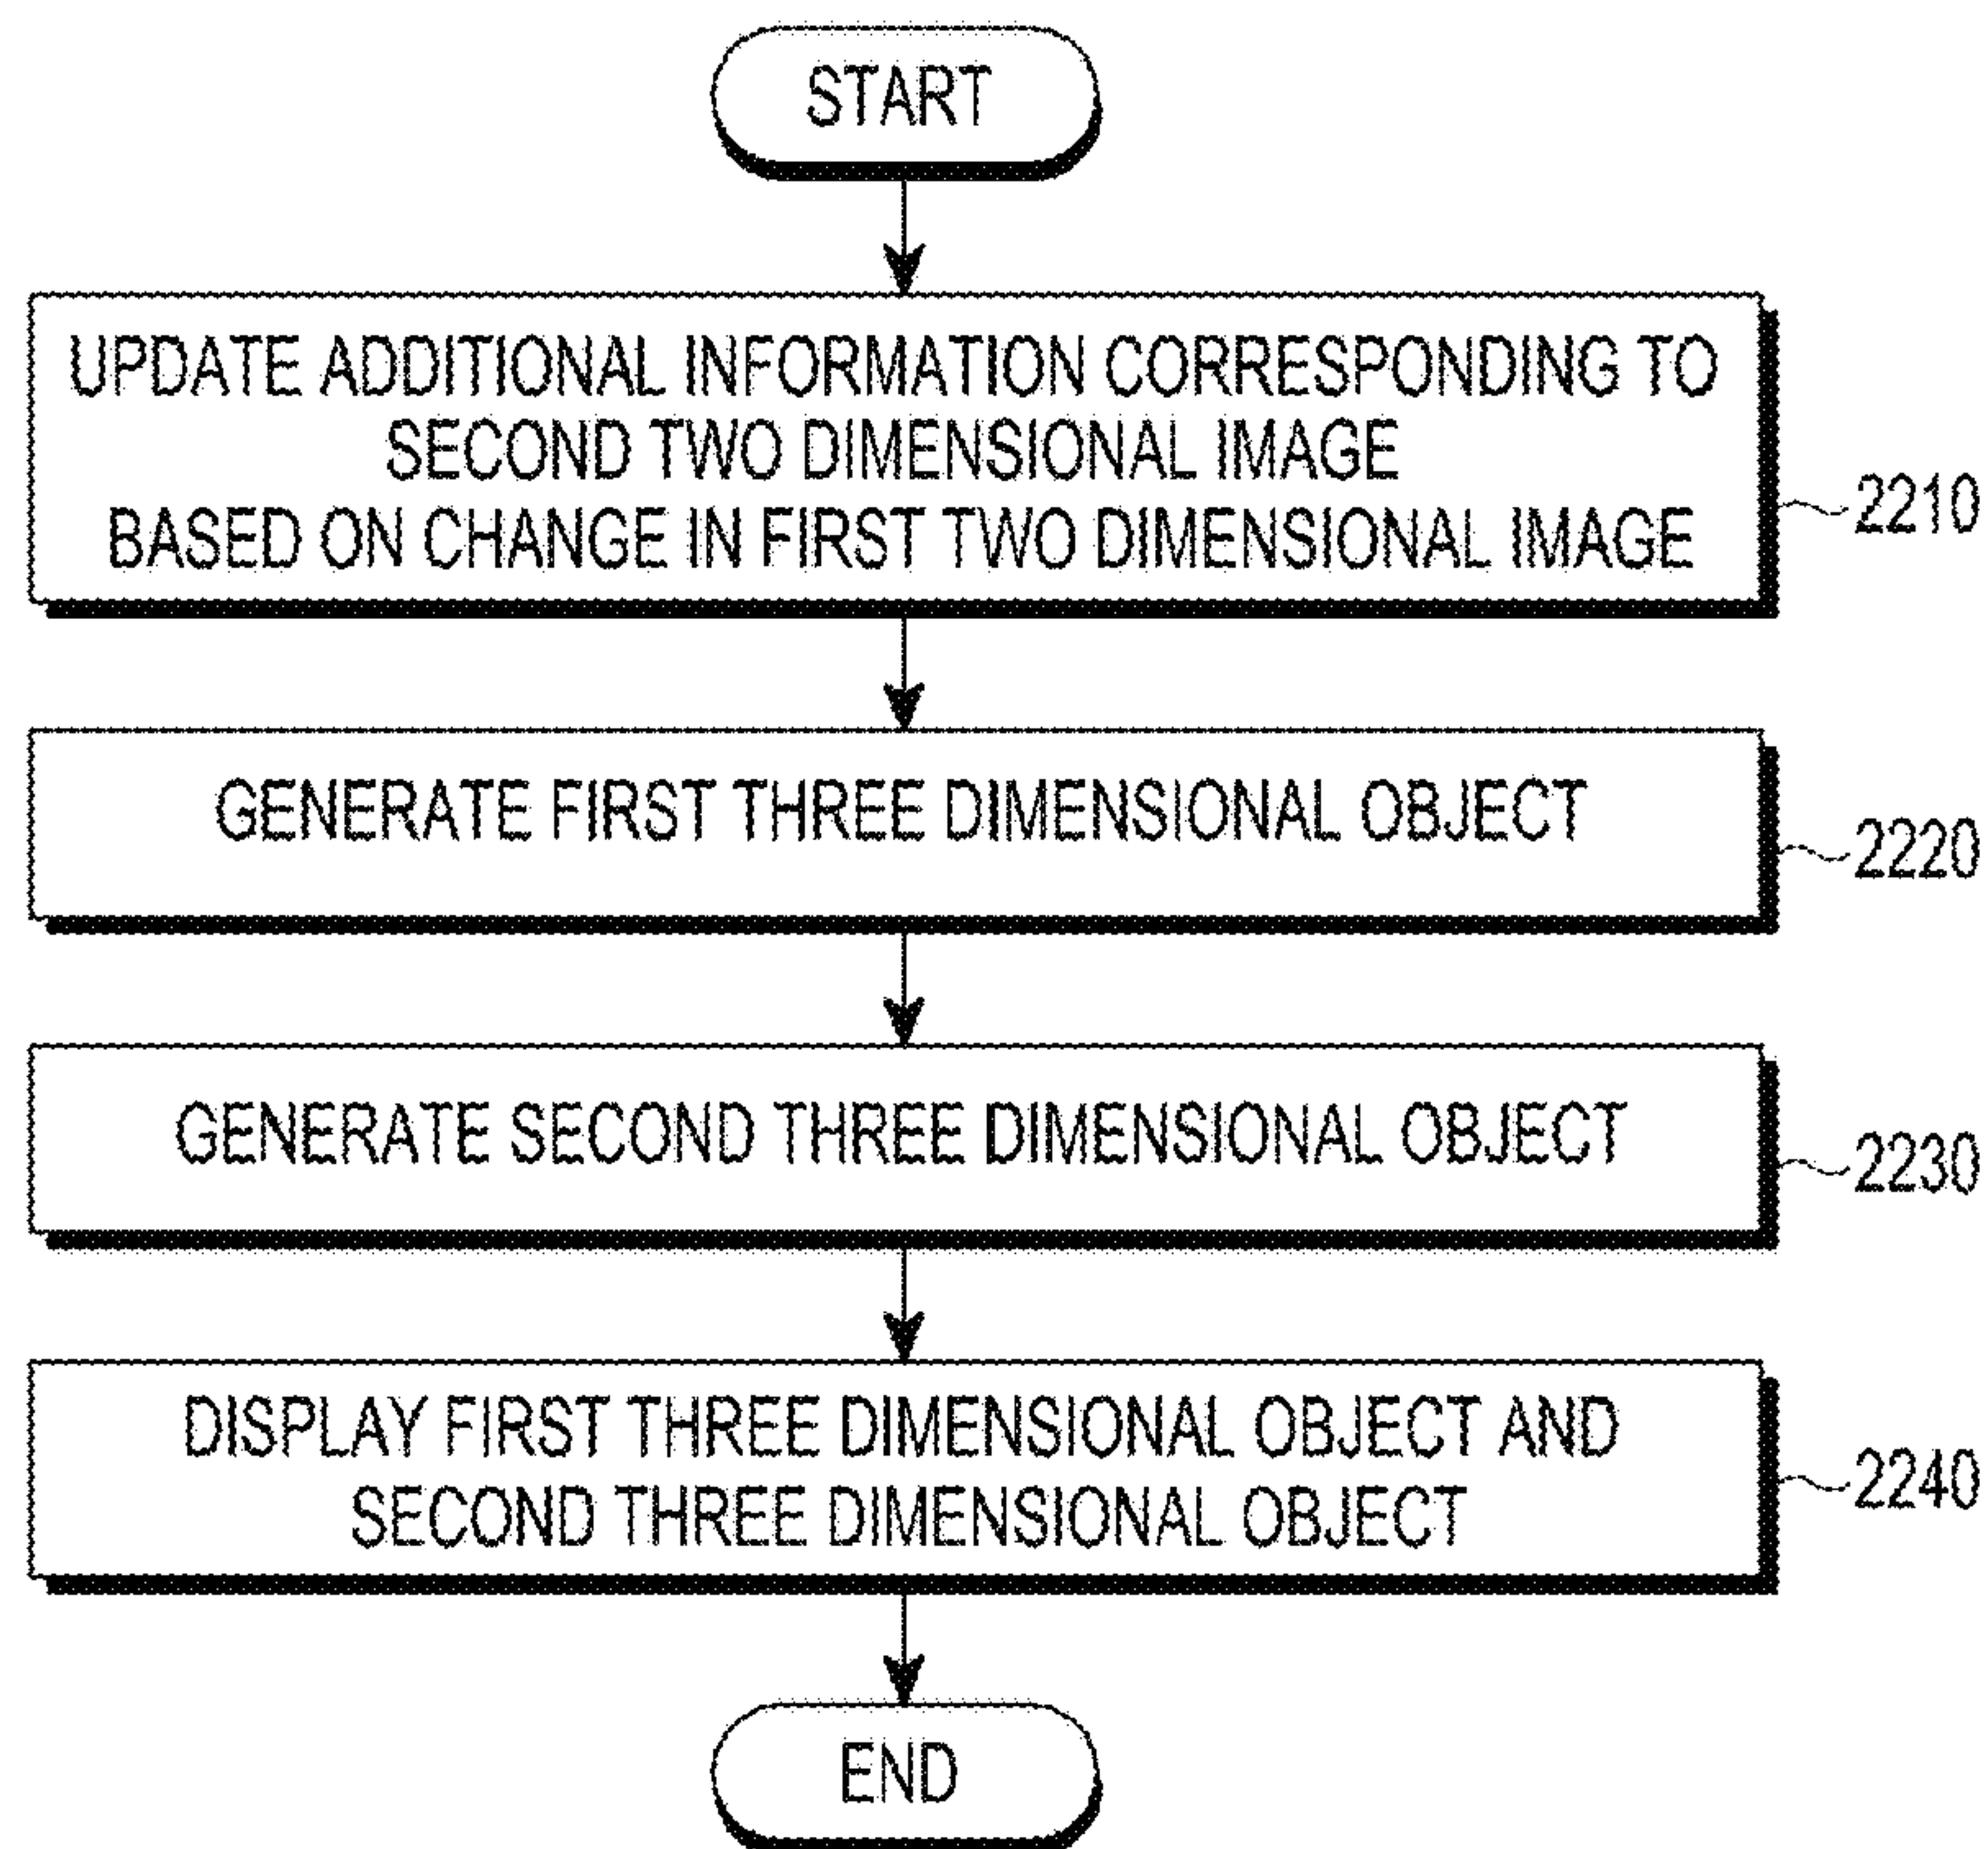 START
UPDATE ADDITIONAL INFORMATION CORRESPONDING TO
SECOND TWO DIMENSIONAL IMAGE
BASED ON CHANGE IN FIRST TWO DIMENSIONAL IMAGE
2210
GENERATE FIRST THREE DIMENSIONAL OBJECT
2220
GENERATE SECOND THREE DIMENSIONAL OBJECT
2230
DISPLAY FIRST THREE DIMENSIONAL OBJECT AND
SECOND THREE DIMENSIONAL OBJECT
2240
END